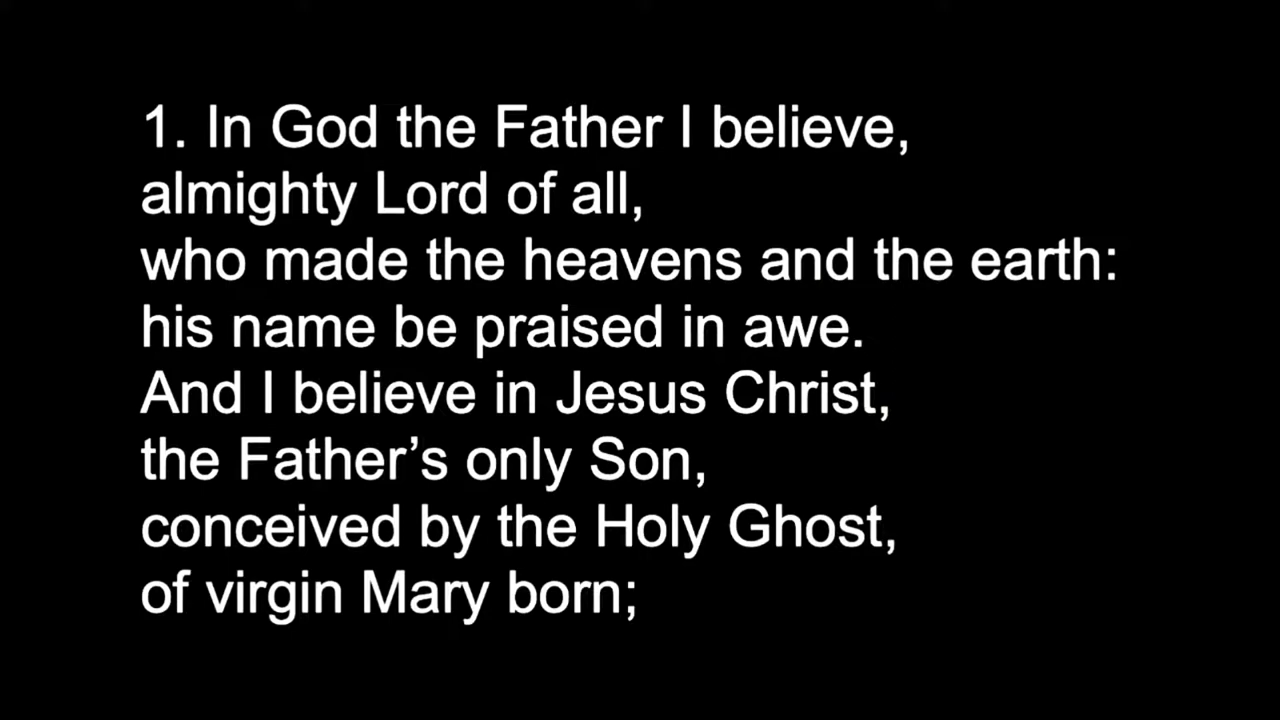 1. In God the Father I believe,
almighty Lord of all,
who made the heavens and the earth:
his name be praised in awe.
And I believe in Jesus Christ,
the Father’s only Son,
conceived by the Holy Ghost,
of virgin Mary born;